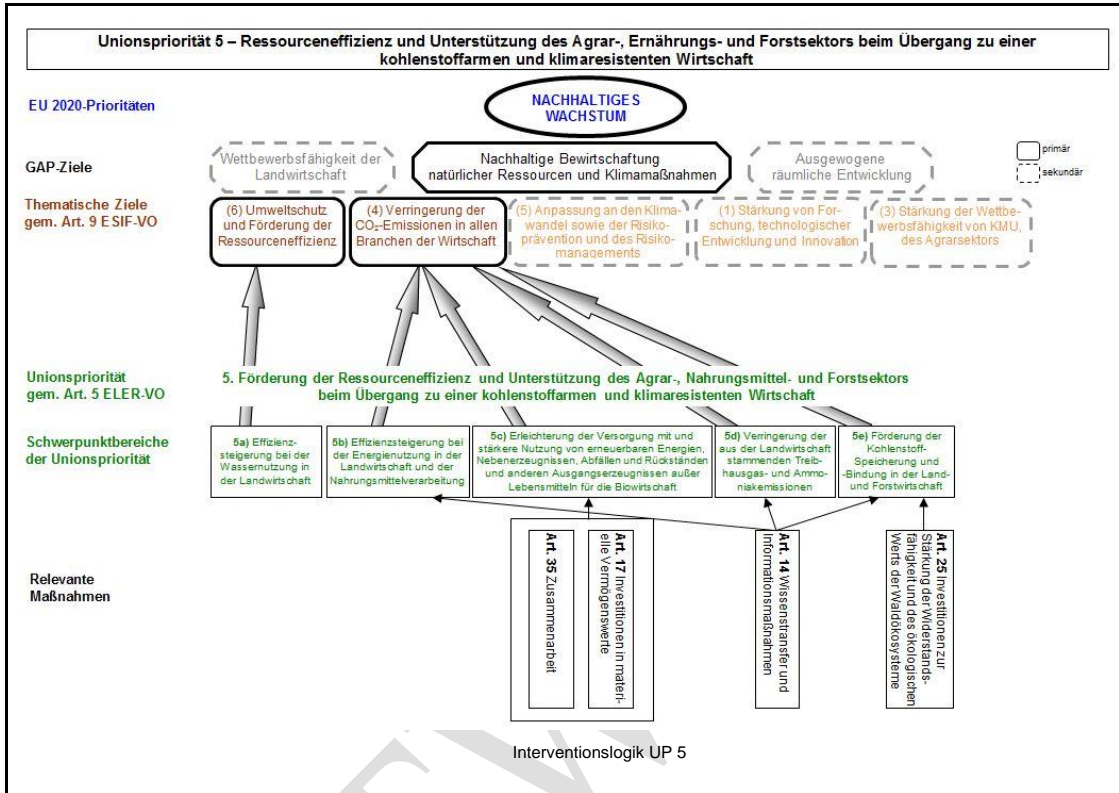 Unionspriorität 5 – Ressourceneffizienz und Unterstützung des Agrar-, Ernährungs- und Forstsektors beim Übergang zu einer
kohlenstoffarmen und klimaresistenten Wirtschaft
EU 2020-Prioritäten
NACHHALTIGES
WACHSTUM
GAP-Ziele
Wettbewerbsfähigkeit der
Landwirtschaft
Nachhaltige Bewirtschaftung
natürlicher Ressourcen und Klimamaßnahmen
Ausgewogene
räumliche Entwicklung
primär
sekundär
Thematische Ziele
gem. Art. 9 ESIF-VO
(6) Umweltschutz
und Förderung der
Ressourceneffizienz
(4) Verringerung der
CO₂-Emissionen in allen
Branchen der Wirtschaft
(5) Anpassung an den Klima-
wandel sowie der Risiko-
prävention und des Risiko-
managements
(1) Stärkung von For-
schung, technologischer
Entwicklung und Innovation
(3) Stärkung der Wettbe-
werbsfähigkeit von KMU,
des Agrarsektors
Unionspriorität
gem. Art. 5 ELER-VO
5. Förderung der Ressourceneffizienz und Unterstützung des Agrar-, Nahrungsmittel- und Forstsektors
beim Übergang zu einer kohlenstoffarmen und klimaresistenten Wirtschaft
Schwerpunktbereiche
der Unionspriorität
5a) Effizienz-
steigerung bei der
Wassernutzung in
der Landwirtschaft
5b) Effizienzsteigerung bei
der Energienutzung in der
Landwirtschaft und der
Nahrungsmittelverarbeitung
5c) Erleichterung der Versorgung mit und
stärkere Nutzung von erneuerbaren Energien,
Nebenerzeugnissen, Abfällen und Rückständen
und anderen Ausgangserzeugnissen außer
Lebensmitteln für die Biowirtschaft
5d) Verringerung der
aus der Landwirtschaft
stammenden Treib-
hausgas- und Ammo-
niakemissionen
5e) Förderung der
Kohlenstoff-
Speicherung und
-Bindung in der Land-
und Forstwirtschaft
Relevante
Maßnahmen
Art. 35 Zusammenarbeit
Art. 17 Investitionen in materi-
elle Vermögenswerte
Art. 14 Wissenstransfer und
Informationsmaßnahmen
Art. 25 Investitionen zur
Stärkung der Widerstands-
fähigkeit und des ökologischen
Werts der Waldökosysteme
Interventionslogik UP 5